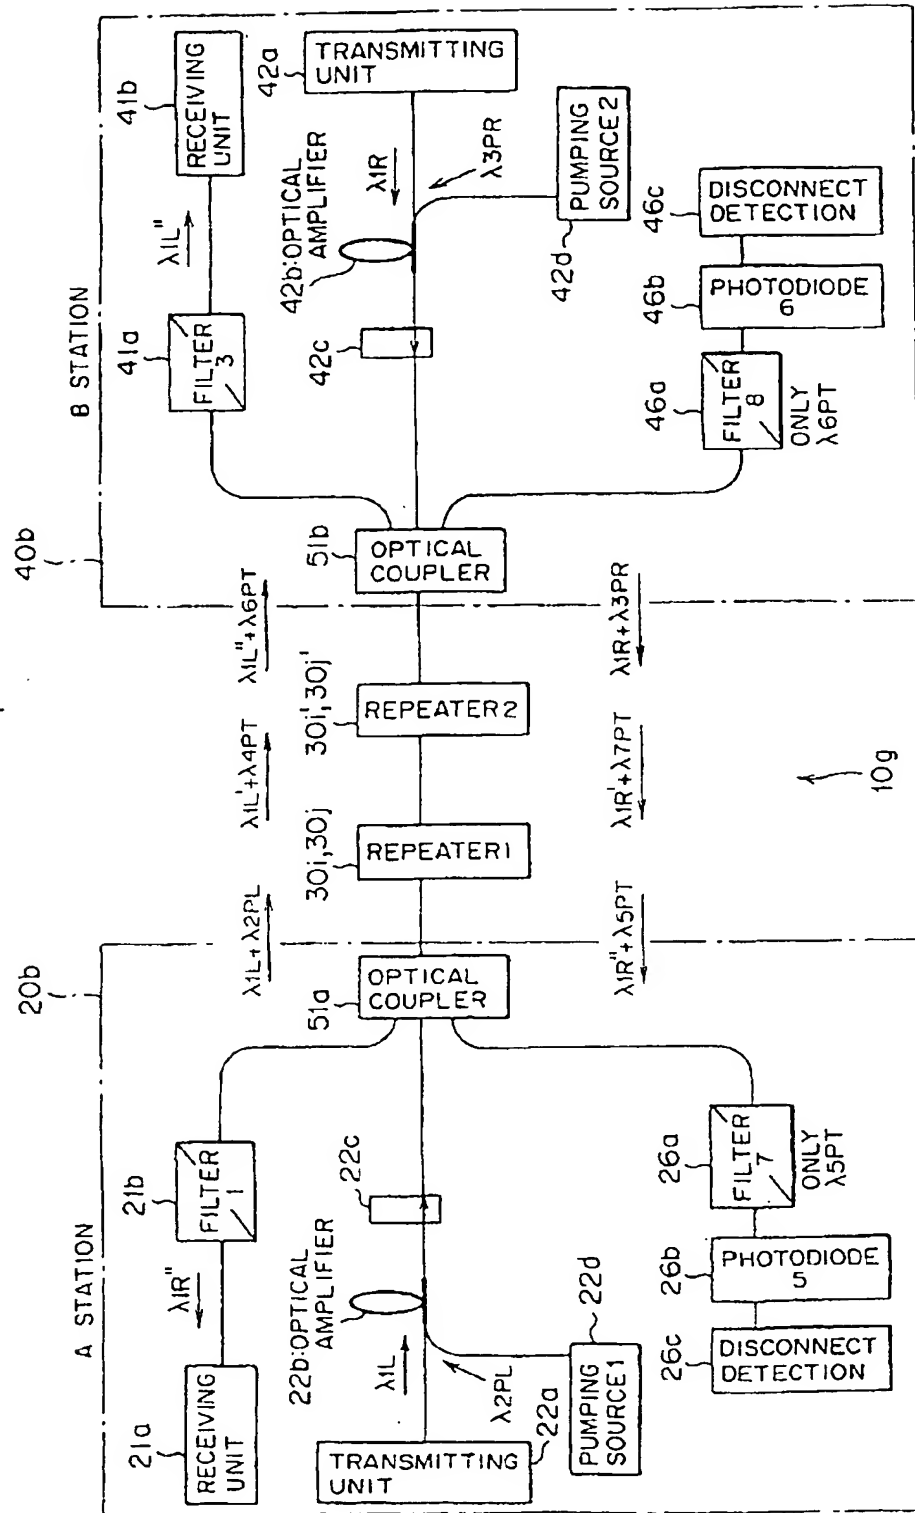 20b
A STATION
21a
RECEIVING
UNIT
λ1R''
21b
FILTER
1
TRANSMITTING
UNIT
22a
λ1L
22b:OPTICAL
AMPLIFIER
22c
λ2PL
PUMPING
SOURCE1
22d
26c
DISCONNECT
DETECTION
26b
PHOTODIODE
5
26a
FILTER
7
ONLY
λ5PT
51a
OPTICAL
COUPLER
λ1L+λ2PL
λ1L'+λ4PT
λ1L''+λ6PT
30i,30j
REPEATER1
30i',30j'
REPEATER2
λ1R''+λ5PT
λ1R'+λ7PT
λ1R+λ3PR
10g
40b
B STATION
51b
OPTICAL
COUPLER
41a
FILTER
3
λ1L''
41b
RECEIVING
UNIT
42c
42b:OPTICAL
AMPLIFIER
λ1R
λ3PR
42a
TRANSMITTING
UNIT
42d
PUMPING
SOURCE2
46a
FILTER
8
ONLY
λ6PT
46b
PHOTODIODE
6
46c
DISCONNECT
DETECTION